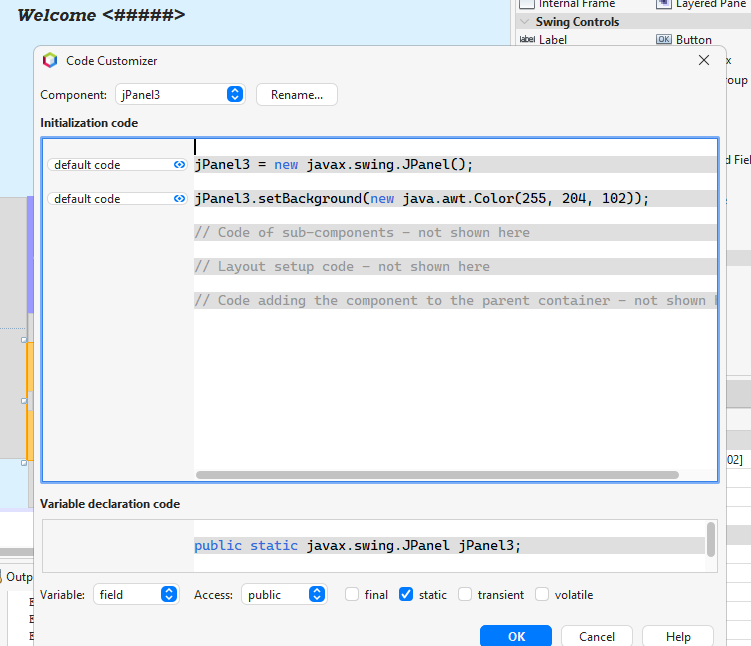 Welcome <#####>
Internal Frame
Layered Pane
Swing Controls
label Label
OK Button
Code Customizer
Component: jPanel3 Rename...
Initialization code
default code jPanel3 = new javax.swing.JPanel();
default code jPanel3.setBackground(new java.awt.Color(255, 204, 102));
// Code of sub-components - not shown here
// Layout setup code - not shown here
// Code adding the component to the parent container - not shown
02]
Variable declaration code
public static javax.swing.JPanel jPanel3;
Outp
Variable: field Access: public final static transient volatile
OK Cancel Help